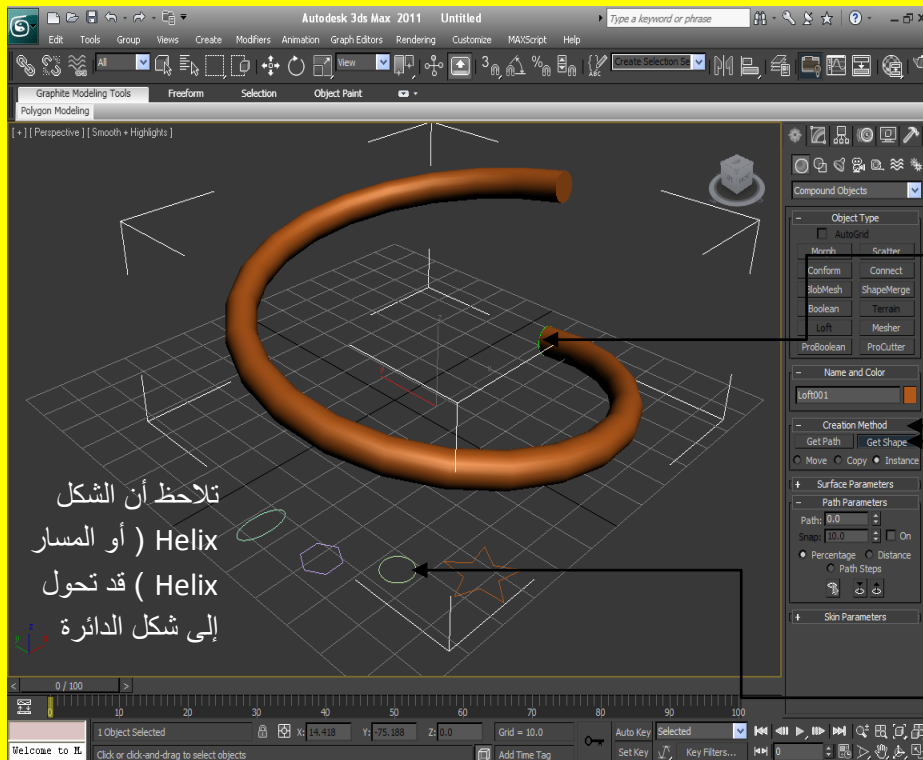 Autodesk 3ds Max 2011 Untitled
Type a keyword or phrase
Edit Tools Group Views Create Modifiers Animation Graph Editors Rendering Customize MAXScript Help
All
View
Create Selection Se
Graphite Modeling Tools Freeform Selection Object Paint
Polygon Modeling
[ + ] [ Perspective ] [ Smooth + Highlights ]
Compound Objects
Object Type
AutoGrid
Morph Scatter
Conform Connect
BlobMesh ShapeMerge
Boolean Terrain
Loft Mesher
ProBoolean ProCutter
Name and Color
Loft001
Creation Method
Get Path Get Shape
Move Copy Instance
Surface Parameters
Path Parameters
Path: 0.0
Snap: 10.0 On
Percentage Distance
Path Steps
Skin Parameters
تلاحظ أن الشكل
Helix ( أو المسار
Helix ) قد تحول
إلى شكل الدائرة
0 / 100
0 10 20 30 40 50 60 70 80 90 100
1 Object Selected X: 14.418 Y: -75.188 Z: 0.0 Grid = 10.0 Auto Key Selected
Welcome to M Click or click-and-drag to select objects Add Time Tag Set Key Key Filters... 0